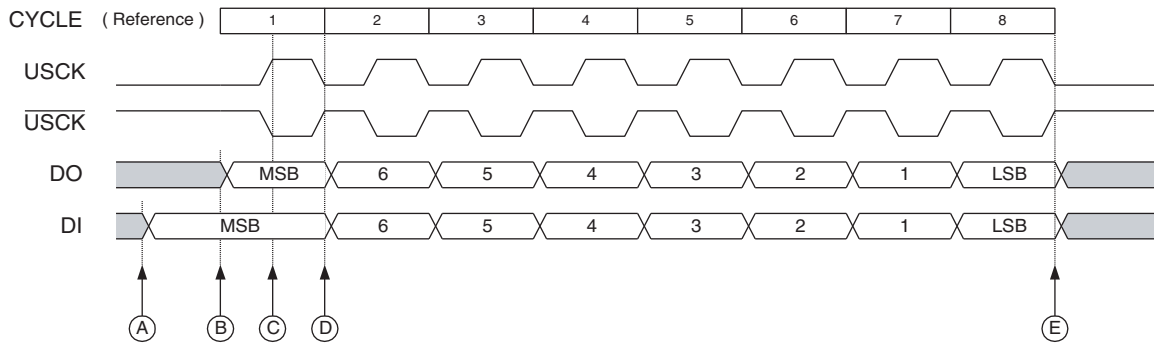 CYCLE ( Reference ) 1 2 3 4 5 6 7 8
USCK
USCK
DO MSB 6 5 4 3 2 1 LSB
DI MSB 6 5 4 3 2 1 LSB
A B C D E